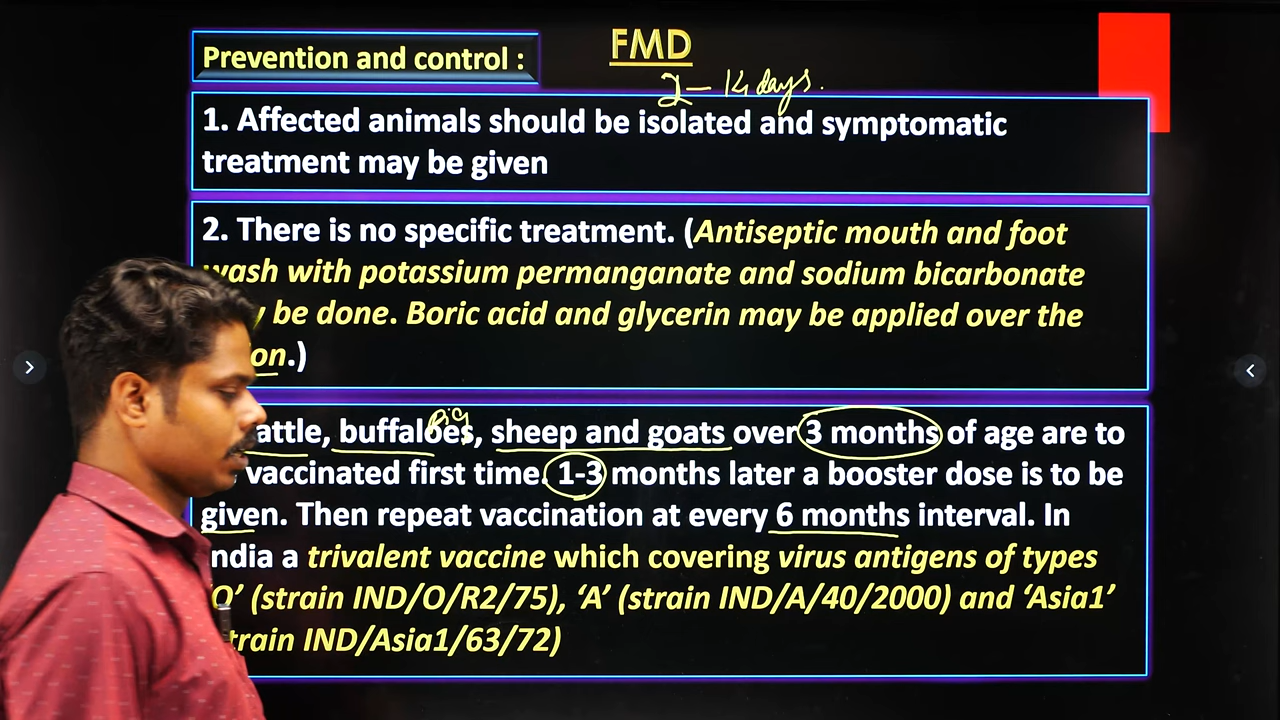 Prevention and control :
FMD
2 – 14 days.
1. Affected animals should be isolated and symptomatic
treatment may be given
2. There is no specific treatment. (Antiseptic mouth and foot
wash with potassium permanganate and sodium bicarbonate
be done. Boric acid and glycerin may be applied over the
.)
pig
buffaloes, sheep and goats over 3 months of age are to
vaccinated first time. 1-3 months later a booster dose is to be
given. Then repeat vaccination at every 6 months interval. In
India a trivalent vaccine which covering virus antigens of types
'O' (strain IND/O/R2/75), 'A' (strain IND/A/40/2000) and 'Asia1'
strain IND/Asia1/63/72)